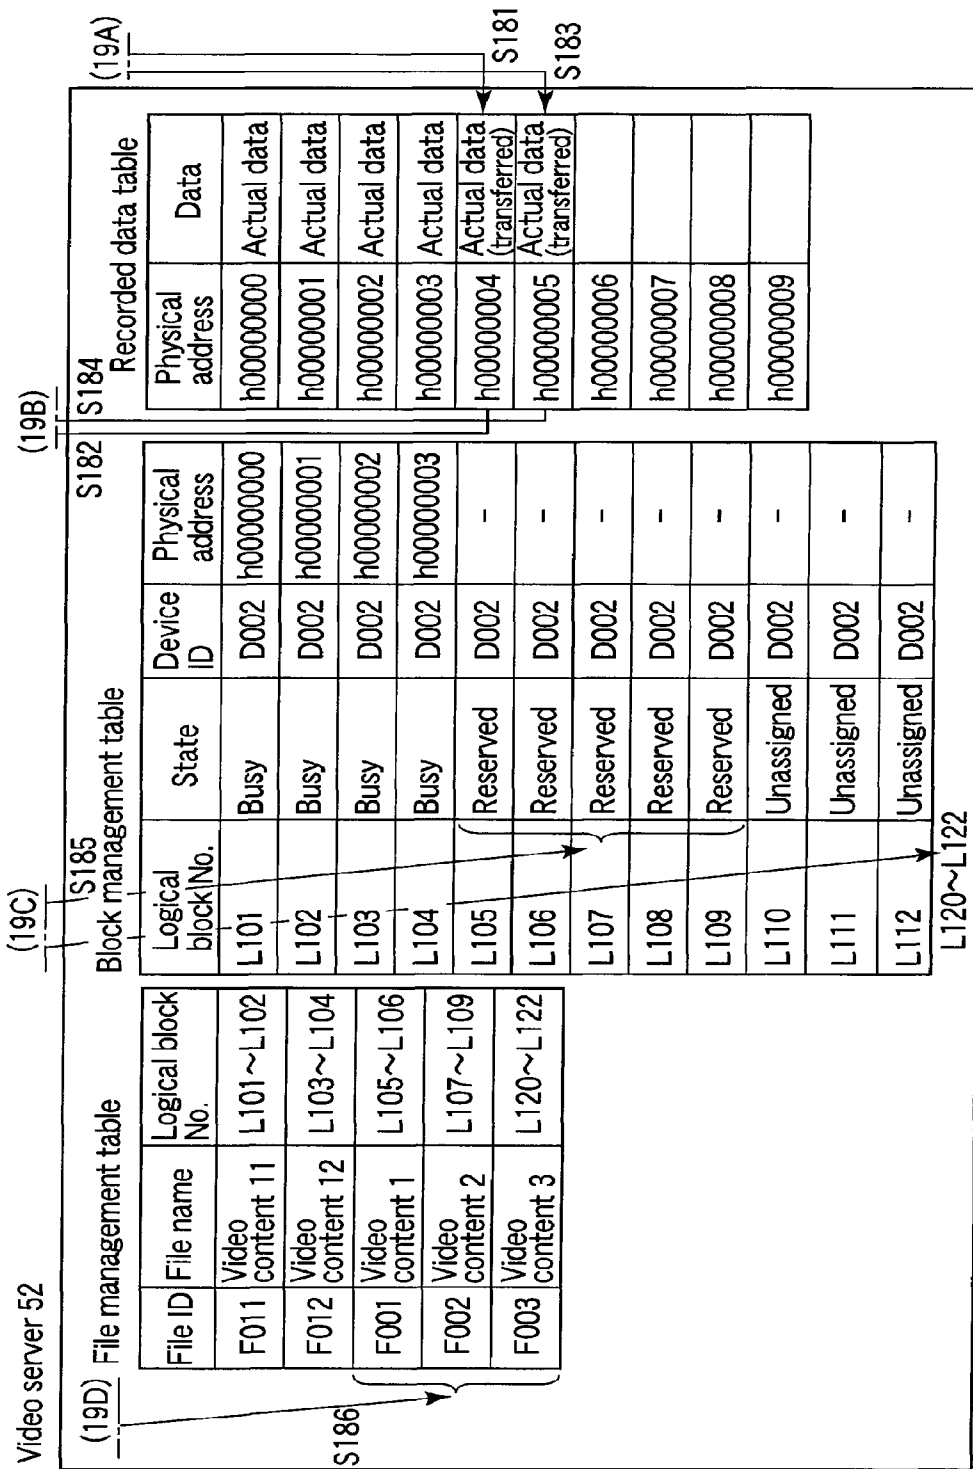 Video server 52
(19D)
File management table
File ID File name Logical block No.
F011 Video content 11 L101~L102
F012 Video content 12 L103~L104
F001 Video content 1 L105~L106
F002 Video content 2 L107~L109
F003 Video content 3 L120~L122
S186
(19C)
S185
Block management table
Logical block No. State Device ID Physical address
L101 Busy D002 h00000000
L102 Busy D002 h00000001
L103 Busy D002 h00000002
L104 Busy D002 h00000003
L105 Reserved D002 -
L106 Reserved D002 -
L107 Reserved D002 -
L108 Reserved D002 -
L109 Reserved D002 -
L110 Unassigned D002 -
L111 Unassigned D002 -
L112 Unassigned D002 -
L120~L122
(19B)
S182 S184
Recorded data table
Physical address Data
h00000000 Actual data
h00000001 Actual data
h00000002 Actual data
h00000003 Actual data
h00000004 Actual data (transferred)
h00000005 Actual data (transferred)
h00000006
h00000007
h00000008
h00000009
(19A)
S181
S183